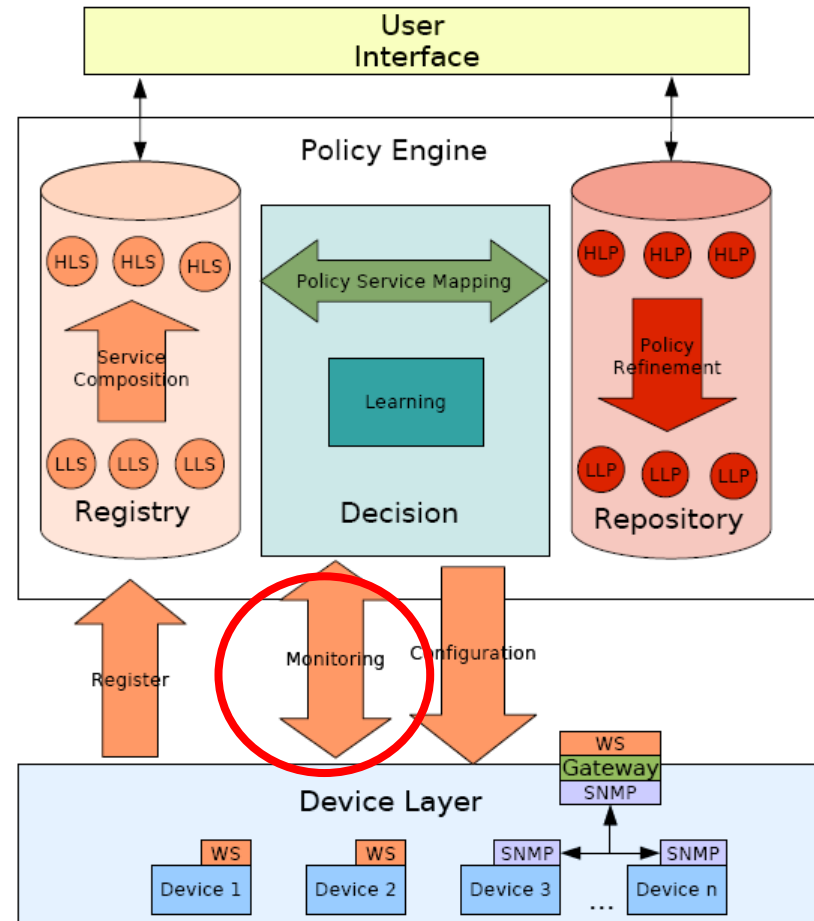 User
Interface
Policy Engine
HLS HLS HLS
HLP HLP HLP
Policy Service Mapping
Service
Composition
Policy
Refinement
Learning
LLS LLS LLS
LLP LLP LLP
Registry
Decision
Repository
Register
Monitoring
Configuration
WS
Gateway
SNMP
Device Layer
WS WS SNMP SNMP
Device 1 Device 2 Device 3 ... Device n